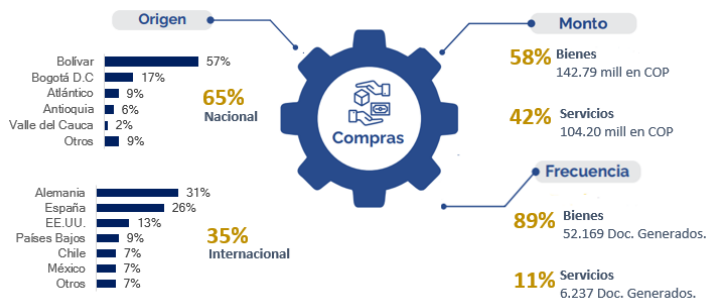 Origen
Bolívar 57%
Bogotá D.C 17%
Atlántico 9%
Antioquia 6%
Valle del Cauca 2%
Otros 9%
65%
Nacional
Alemania 31%
España 26%
EE.UU. 13%
Países Bajos 9%
Chile 7%
México 7%
Otros 7%
35%
Internacional
Compras
Monto
58% Bienes
142.79 mill en COP
42% Servicios
104.20 mill en COP
Frecuencia
89% Bienes
52.169 Doc. Generados.
11% Servicios
6.237 Doc. Generados.